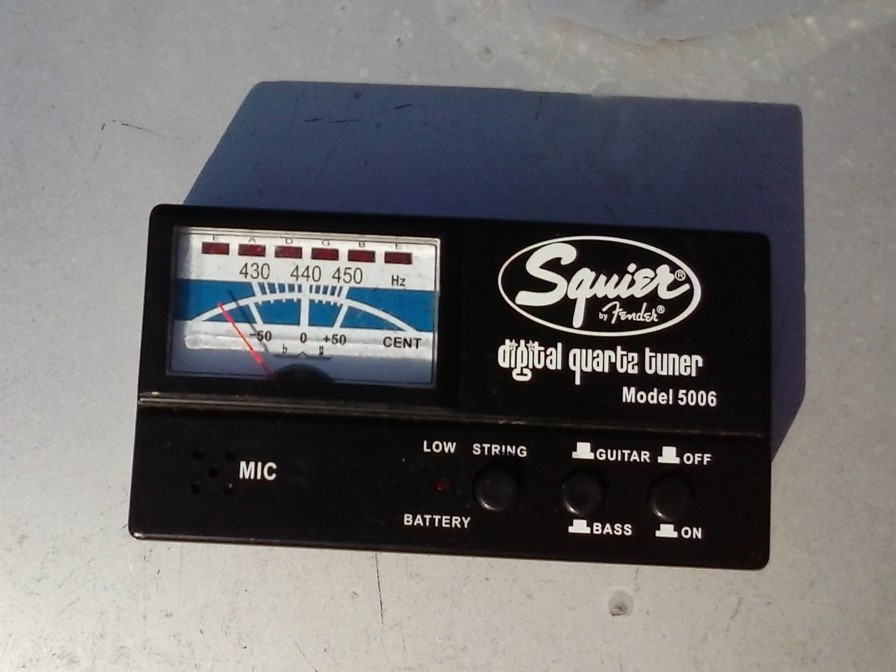 E A D G B E
430 440 450 Hz
-50 0 +50 CENT
♭ ♯
Squier®
by Fender®
digital quartz tuner
Model 5006
MIC
LOW
BATTERY
STRING
GUITAR
BASS
OFF
ON